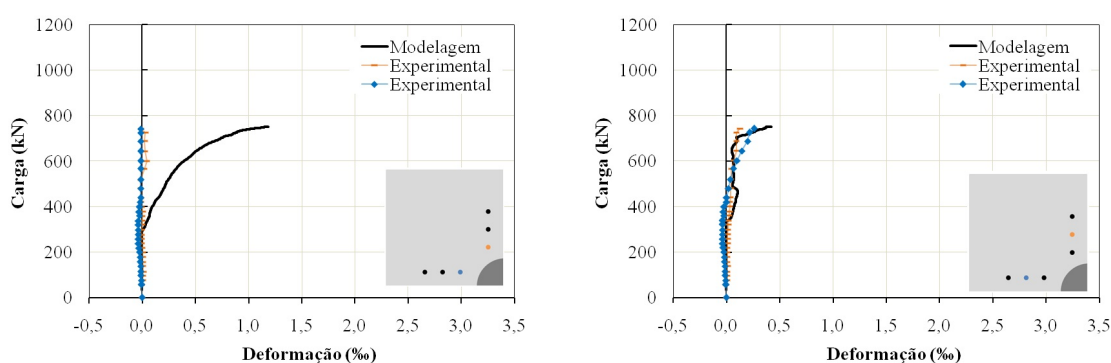 1200
1000
800
600
400
200
0
Carga (kN)
Modelagem
Experimental
Experimental
-0,5 0,0 0,5 1,0 1,5 2,0 2,5 3,0 3,5
Deformação (‰)
1200
1000
800
600
400
200
0
Carga (kN)
Modelagem
Experimental
Experimental
-0,5 0,0 0,5 1,0 1,5 2,0 2,5 3,0 3,5
Deformação (‰)